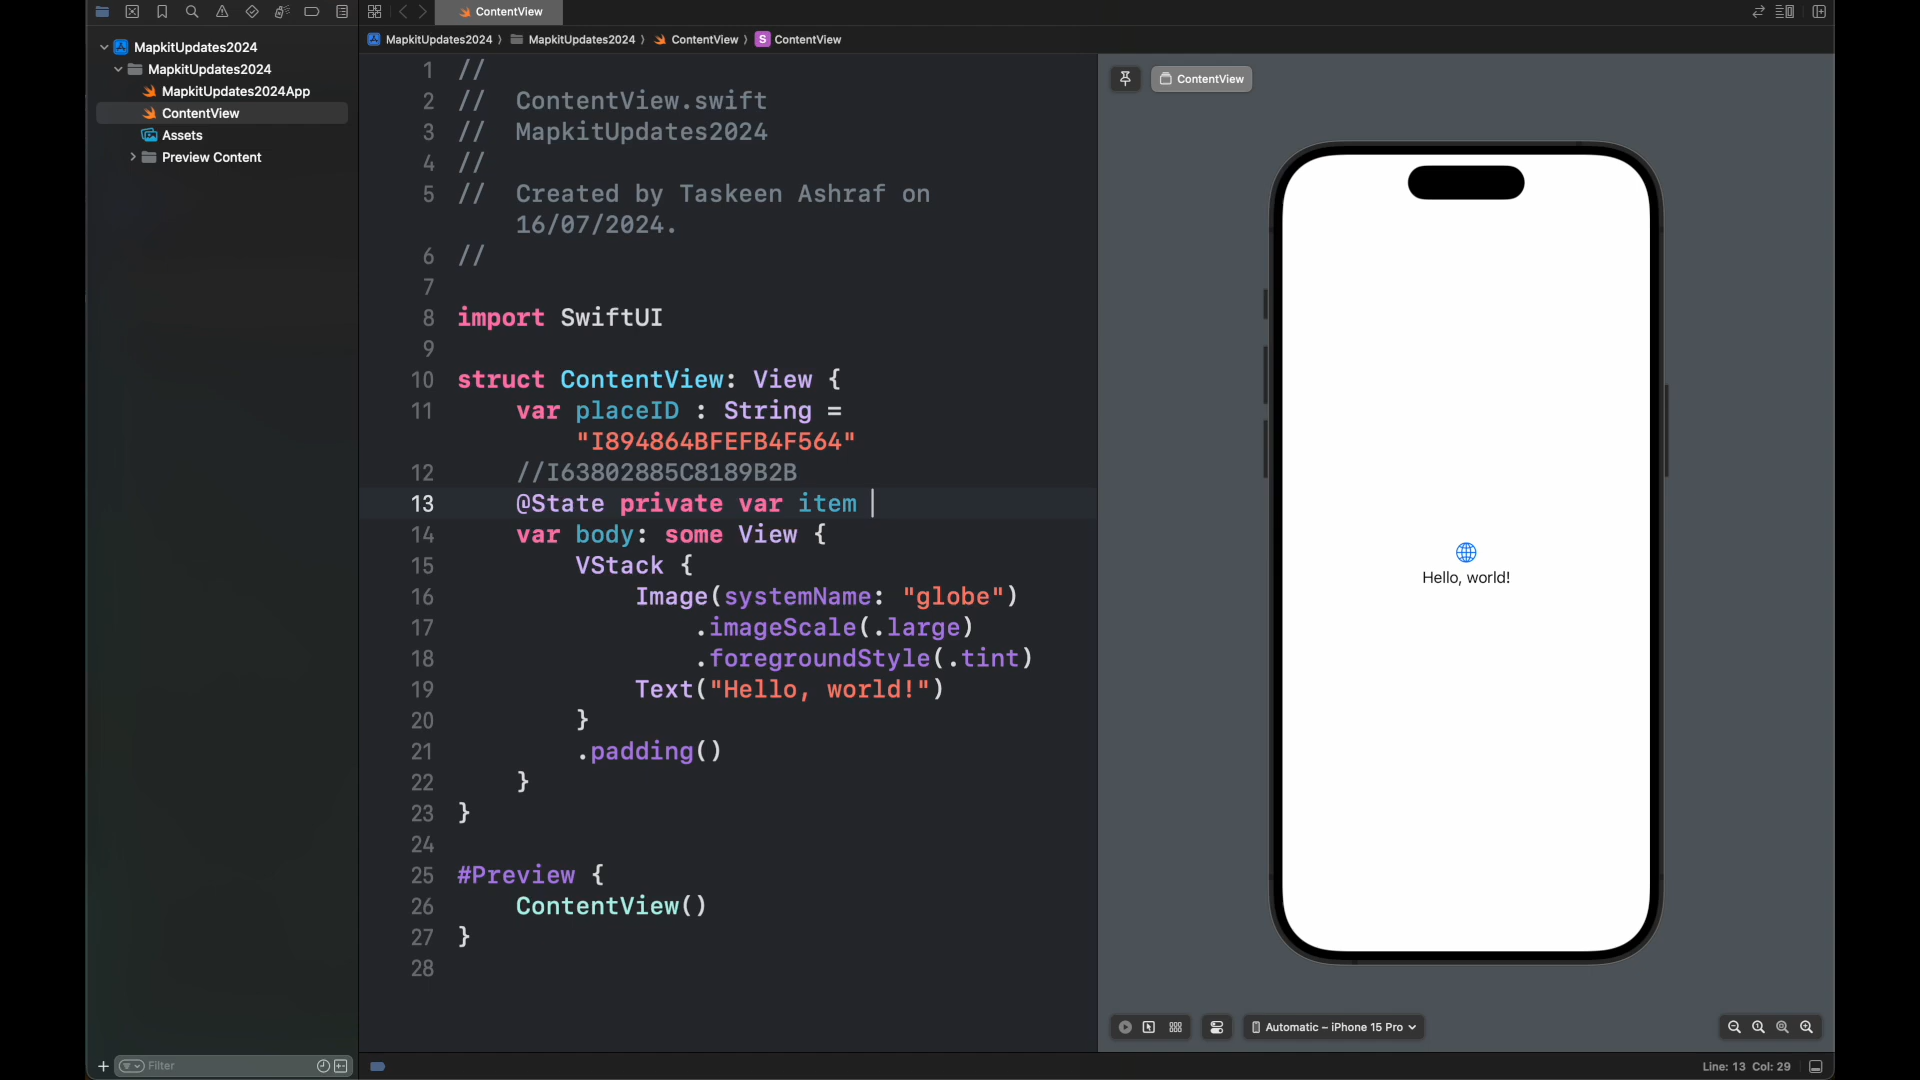 ContentView
MapkitUpdates2024
MapkitUpdates2024
MapkitUpdates2024App
ContentView
Assets
Preview Content
Filter
MapkitUpdates2024 〉 MapkitUpdates2024 〉 ContentView 〉 S ContentView
1 //
2 //  ContentView.swift
3 //  MapkitUpdates2024
4 //
5 //  Created by Taskeen Ashraf on
16/07/2024.
6 //
7
8 import SwiftUI
9
10 struct ContentView: View {
11     var placeID : String =
"I894864BFEFB4F564"
12     //I63802885C8189B2B
13     @State private var item
14     var body: some View {
15         VStack {
16             Image(systemName: "globe")
17                 .imageScale(.large)
18                 .foregroundStyle(.tint)
19             Text("Hello, world!")
20         }
21         .padding()
22     }
23 }
24
25 #Preview {
26     ContentView()
27 }
28
ContentView
Hello, world!
Automatic – iPhone 15 Pro
Line: 13 Col: 29